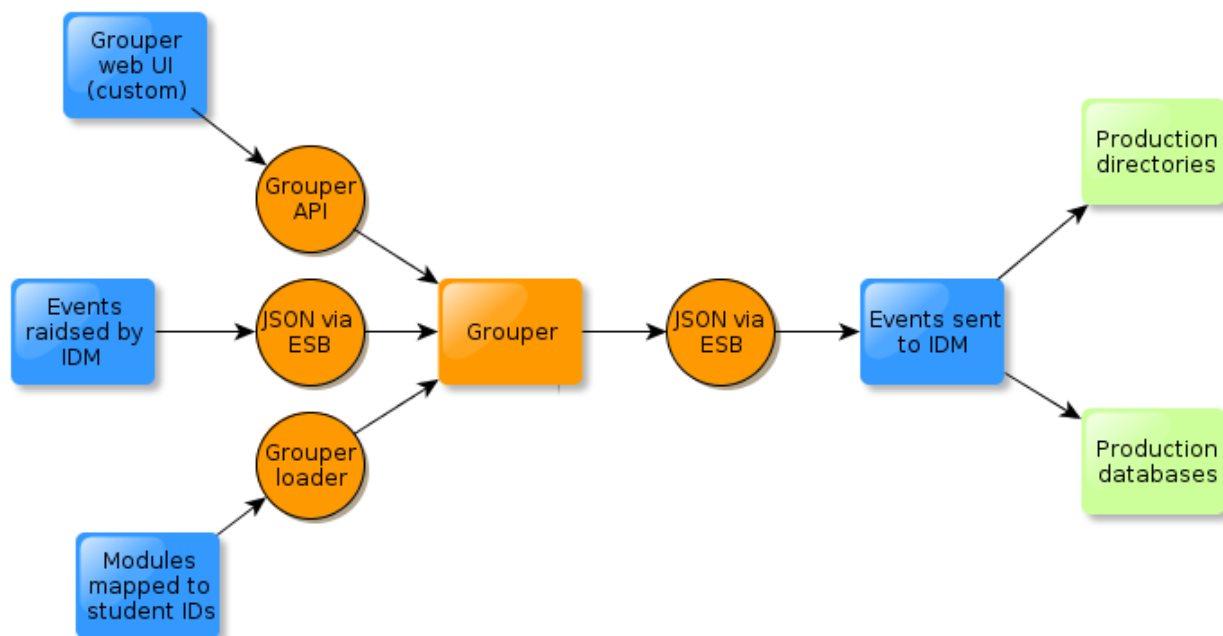 Grouper
web UI
(custom)
Grouper
API
Events
raidsed by
IDM
JSON via
ESB
Grouper
loader
Modules
mapped to
student IDs
Grouper
JSON via
ESB
Events sent
to IDM
Production
directories
Production
databases